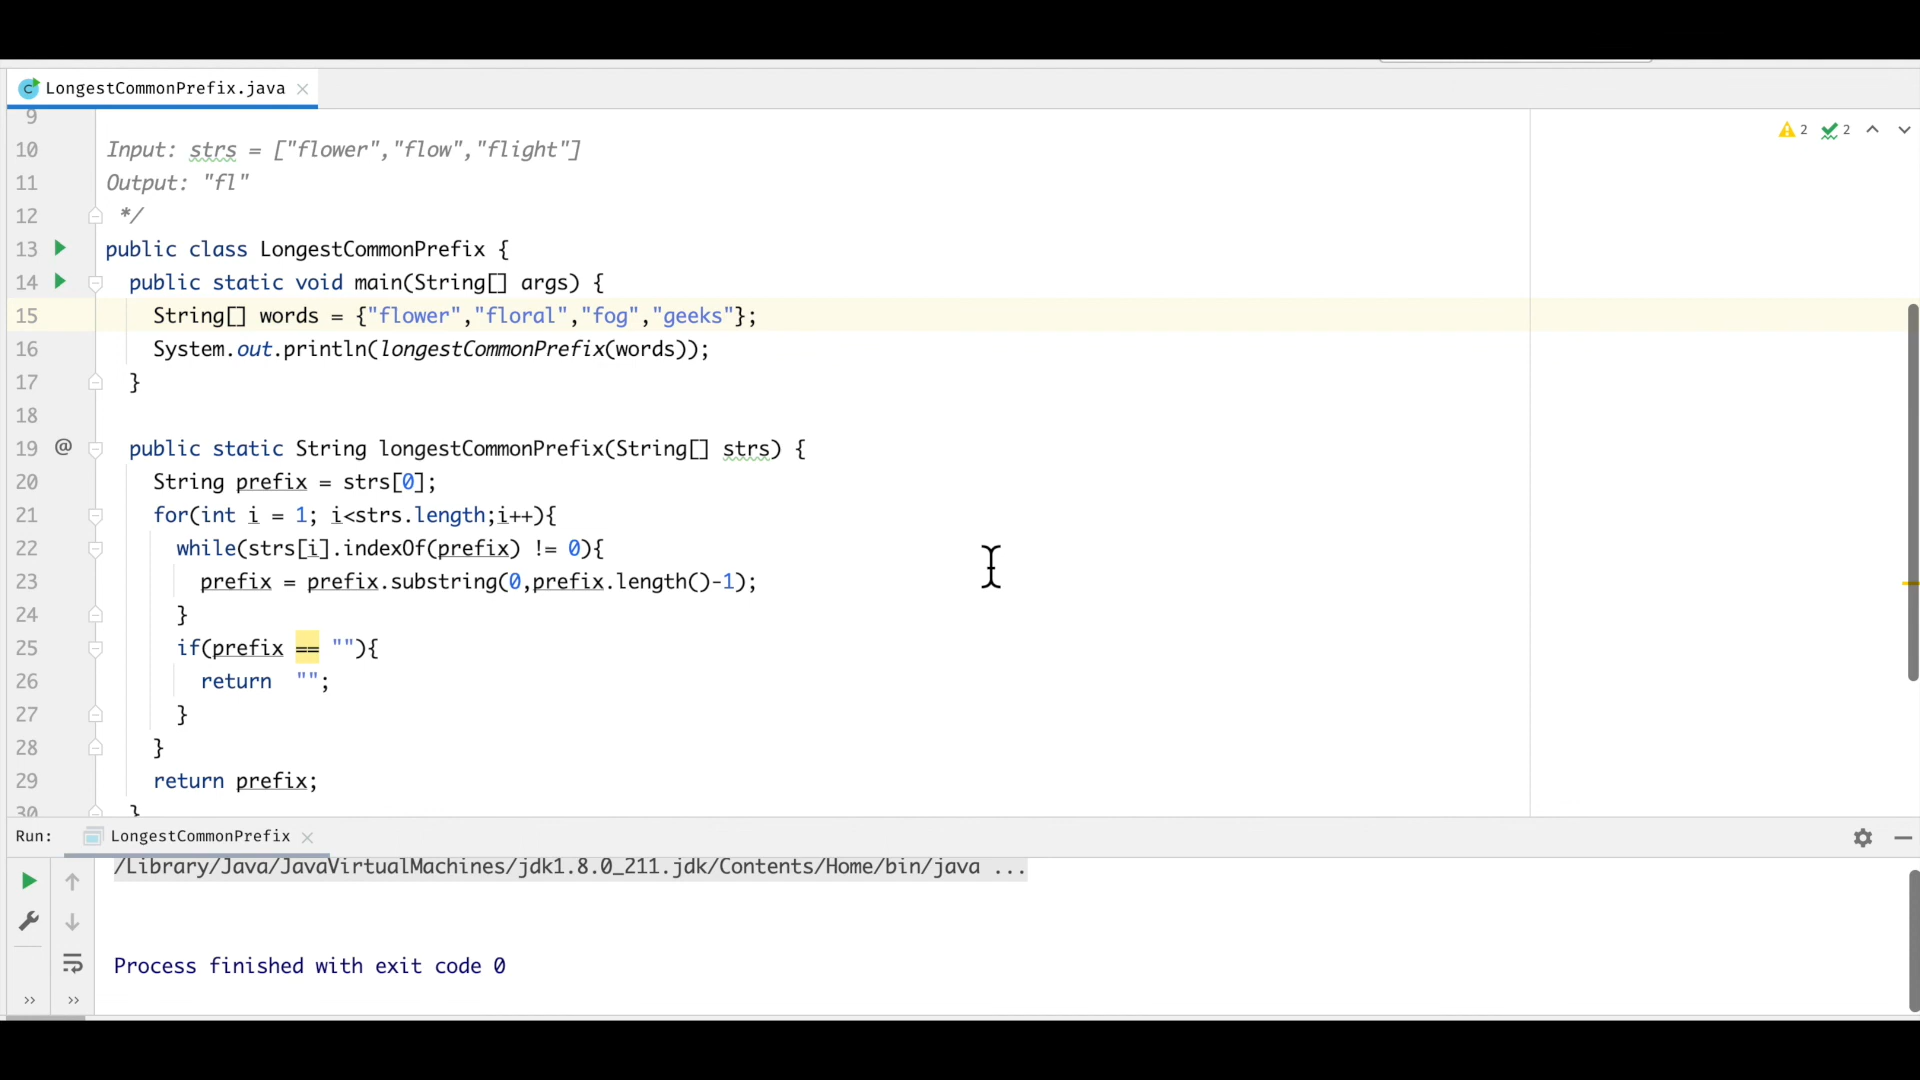 LongestCommonPrefix.java
2 2
9
10 Input: strs = ["flower","flow","flight"]
11 Output: "fl"
12 */
13 public class LongestCommonPrefix {
14 public static void main(String[] args) {
15 String[] words = {"flower","floral","fog","geeks"};
16 System.out.println(longestCommonPrefix(words));
17 }
18
19 @ public static String longestCommonPrefix(String[] strs) {
20 String prefix = strs[0];
21 for(int i = 1; i<strs.length;i++){
22 while(strs[i].indexOf(prefix) != 0){
23 prefix = prefix.substring(0,prefix.length()-1);
24 }
25 if(prefix == ""){
26 return "";
27 }
28 }
29 return prefix;
30 }
Run: LongestCommonPrefix
/Library/Java/JavaVirtualMachines/jdk1.8.0_211.jdk/Contents/Home/bin/java ...
Process finished with exit code 0